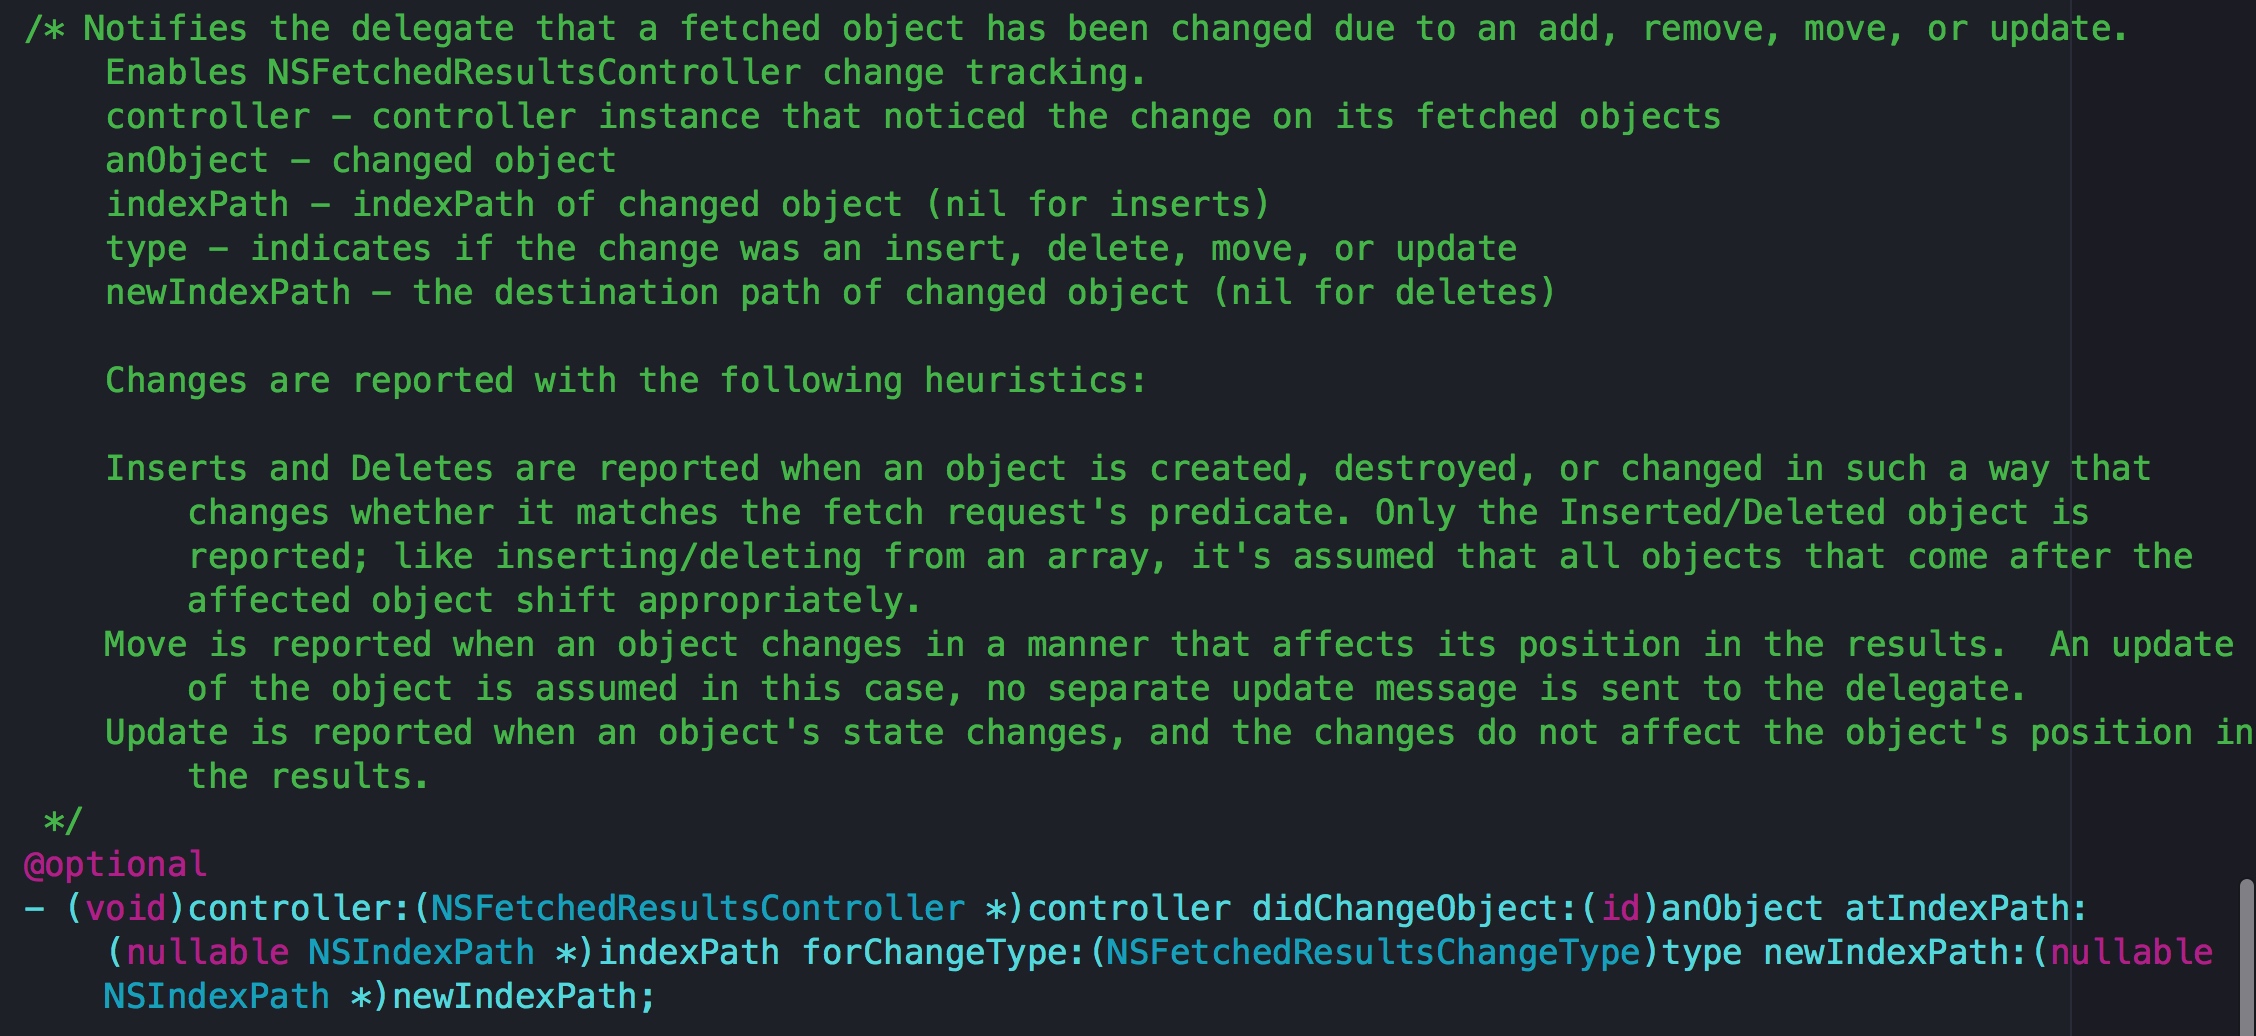 /* Notifies the delegate that a fetched object has been changed due to an add, remove, move, or update.
Enables NSFetchedResultsController change tracking.
controller – controller instance that noticed the change on its fetched objects
anObject – changed object
indexPath – indexPath of changed object (nil for inserts)
type – indicates if the change was an insert, delete, move, or update
newIndexPath – the destination path of changed object (nil for deletes)
Changes are reported with the following heuristics:
Inserts and Deletes are reported when an object is created, destroyed, or changed in such a way that
changes whether it matches the fetch request's predicate. Only the Inserted/Deleted object is
reported; like inserting/deleting from an array, it's assumed that all objects that come after the
affected object shift appropriately.
Move is reported when an object changes in a manner that affects its position in the results.  An update
of the object is assumed in this case, no separate update message is sent to the delegate.
Update is reported when an object's state changes, and the changes do not affect the object's position in
the results.
*/
@optional
– (void)controller:(NSFetchedResultsController *)controller didChangeObject:(id)anObject atIndexPath:
(nullable NSIndexPath *)indexPath forChangeType:(NSFetchedResultsChangeType)type newIndexPath:(nullable
NSIndexPath *)newIndexPath;